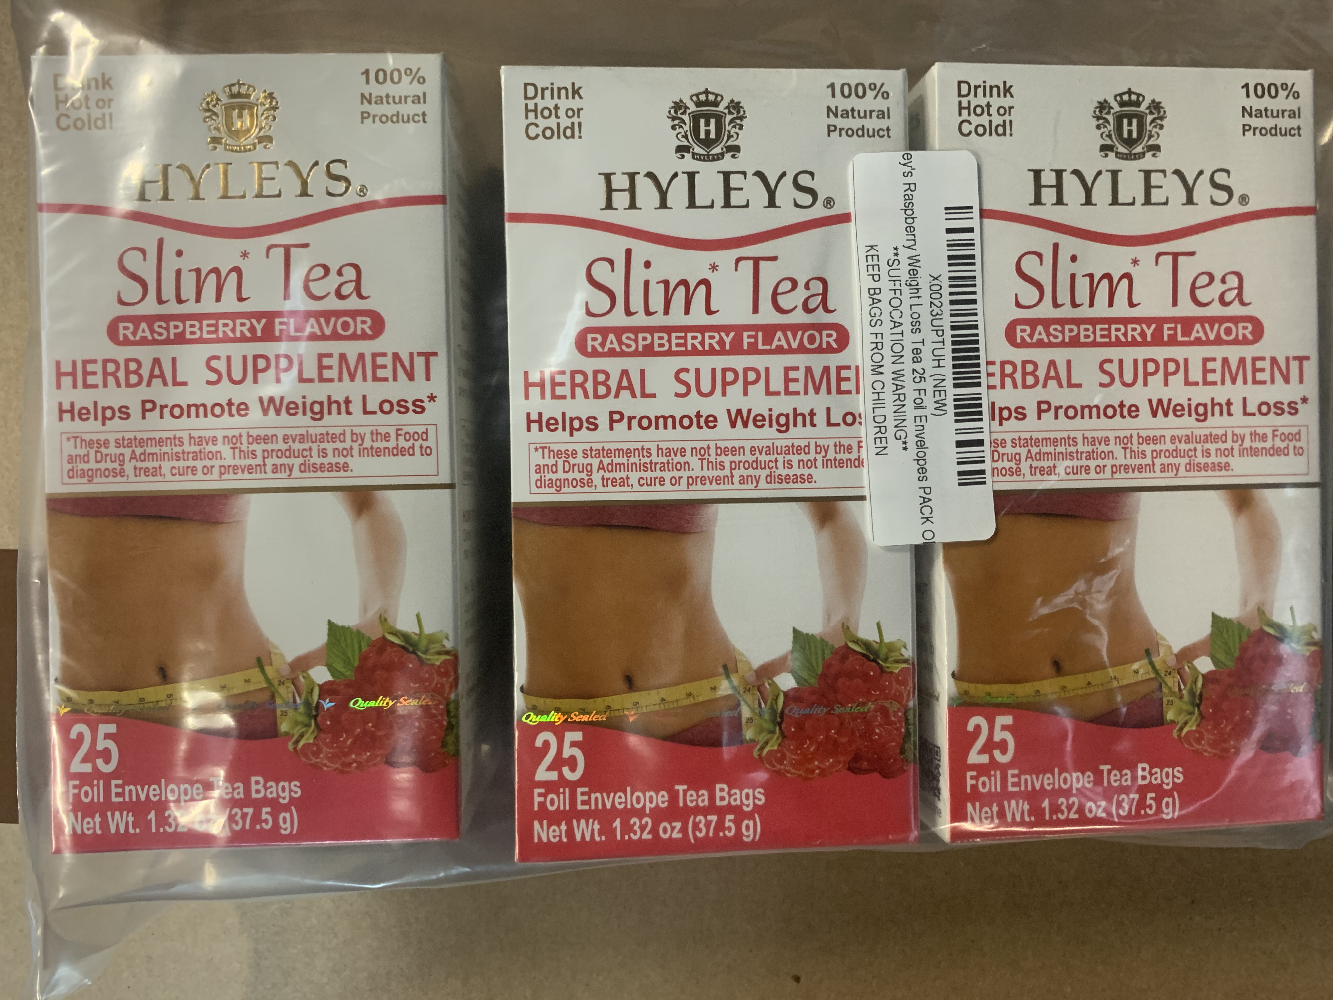 Drink
Hot or
Cold!
100%
Natural
Product
H
HYLEYS
HYLEYS®
Slim* Tea
RASPBERRY FLAVOR
HERBAL SUPPLEMENT
Helps Promote Weight Loss*
*These statements have not been evaluated by the Food
and Drug Administration. This product is not intended to
diagnose, treat, cure or prevent any disease.
Quality Sealed
25
Foil Envelope Tea Bags
Net Wt. 1.32 oz (37.5 g)
Drink
Hot or
Cold!
100%
Natural
Product
H
HYLEYS
HYLEYS®
Slim* Tea
RASPBERRY FLAVOR
HERBAL SUPPLEME
Helps Promote Weight Los
*These statements have not been evaluated by the F
and Drug Administration. This product is not intende
diagnose, treat, cure or prevent any disease.
Quality Sealed
Quality Sealed
25
Foil Envelope Tea Bags
Net Wt. 1.32 oz (37.5 g)
X0023UPTUH (NEW)
ey's Raspberry Weight Loss Tea 25 Foil Envelopes PACK O
**SUFFOCATION WARNING**
KEEP BAGS FROM CHILDREN
Drink
Hot or
Cold!
100%
Natural
Product
H
HYLEYS
HYLEYS®
Slim* Tea
RASPBERRY FLAVOR
ERBAL SUPPLEMENT
lps Promote Weight Loss*
se statements have not been evaluated by the Food
Drug Administration. This product is not intended to
nose, treat, cure or prevent any disease.
25
Foil Envelope Tea Bags
Net Wt. 1.32 oz (37.5 g)